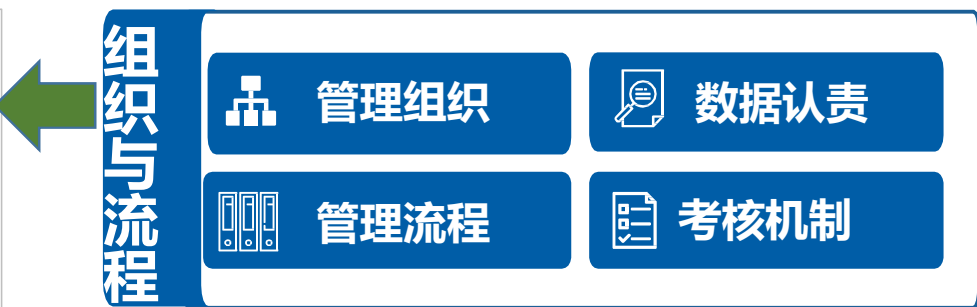 组织与流程
管理组织
数据认责
管理流程
考核机制